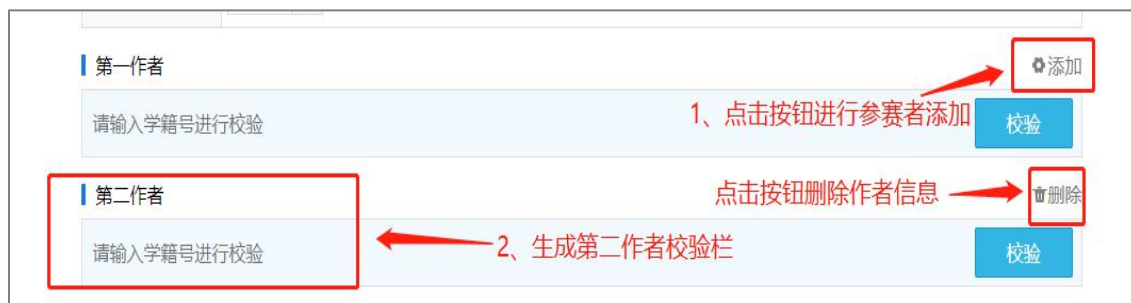 第一作者
添加
1、点击按钮进行参赛者添加
请输入学籍号进行校验
校验
第二作者
点击按钮删除作者信息
删除
2、生成第二作者校验栏
请输入学籍号进行校验
校验